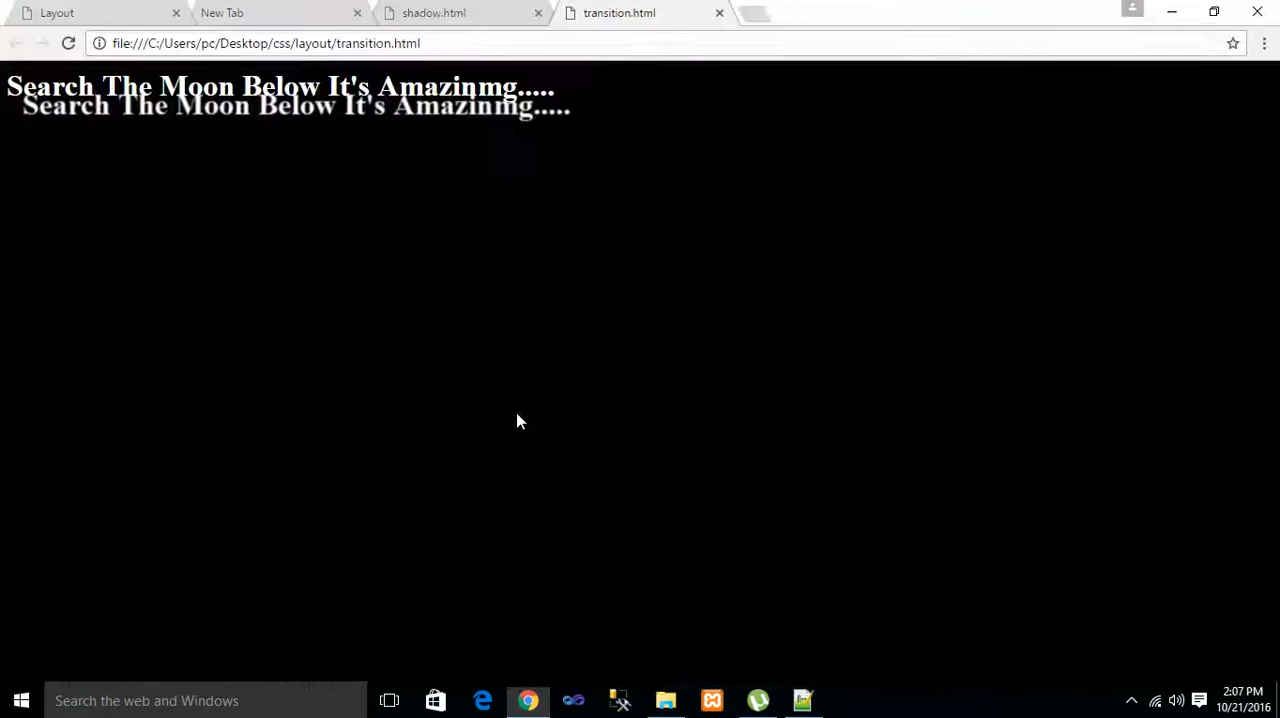 Layout
New Tab
shadow.html
transition.html
file:///C:/Users/pc/Desktop/css/layout/transition.html
Search The Moon Below It's Amazinmg.....
Search The Moon Below It's Amazinmg.....
Search the web and Windows
2:07 PM
10/21/2016